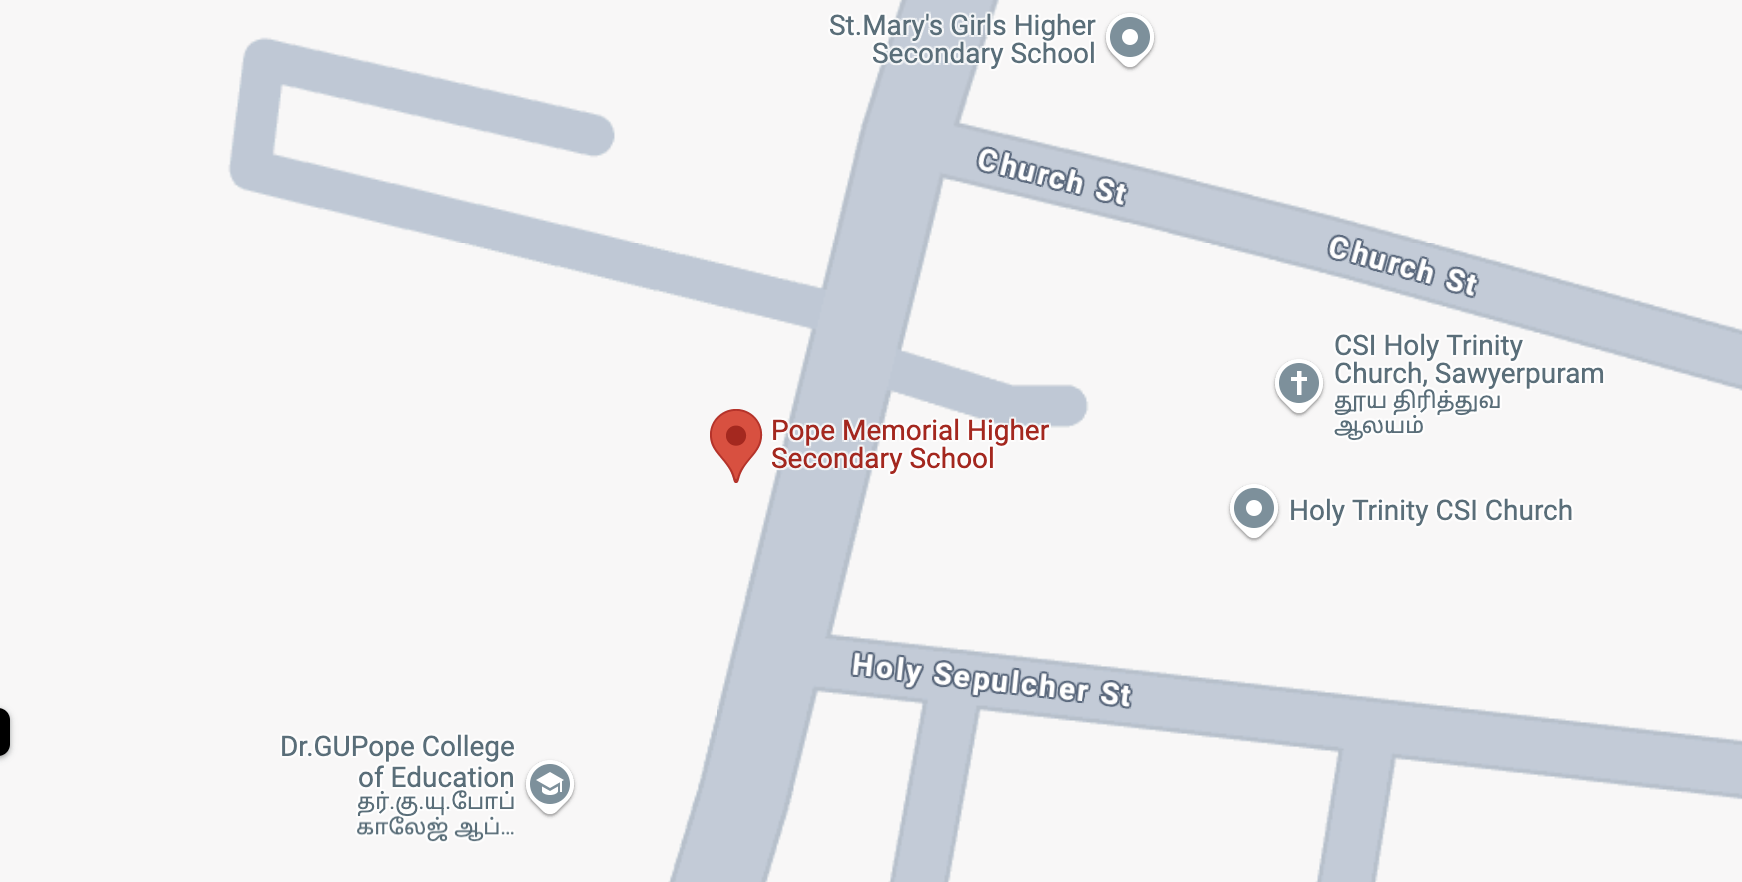 St.Mary's Girls Higher
Secondary School
Church St
Church St
CSI Holy Trinity
Church, Sawyerpuram
தூய திரித்துவ
ஆலயம்
Pope Memorial Higher
Secondary School
Holy Trinity CSI Church
Holy Sepulcher St
Dr.GUPope College
of Education
தர்.கு.யு.போப்
காலேஜ் ஆப்...